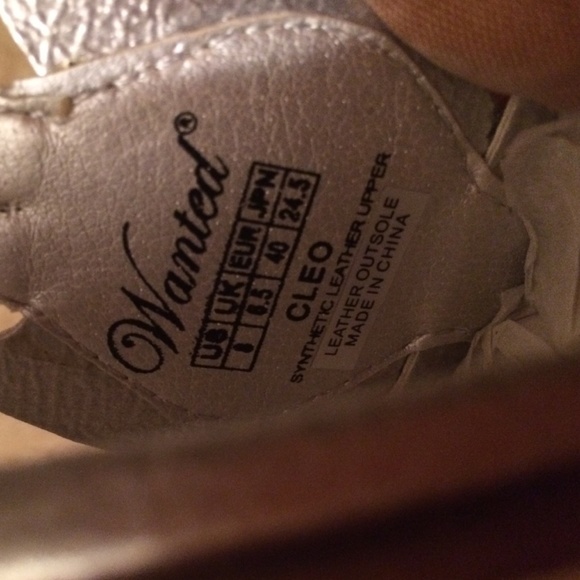 Wanted®
US UK EUR JPN
8 6.5 40 24.5
CLEO
SYNTHETIC LEATHER UPPER
LEATHER OUTSOLE
MADE IN CHINA